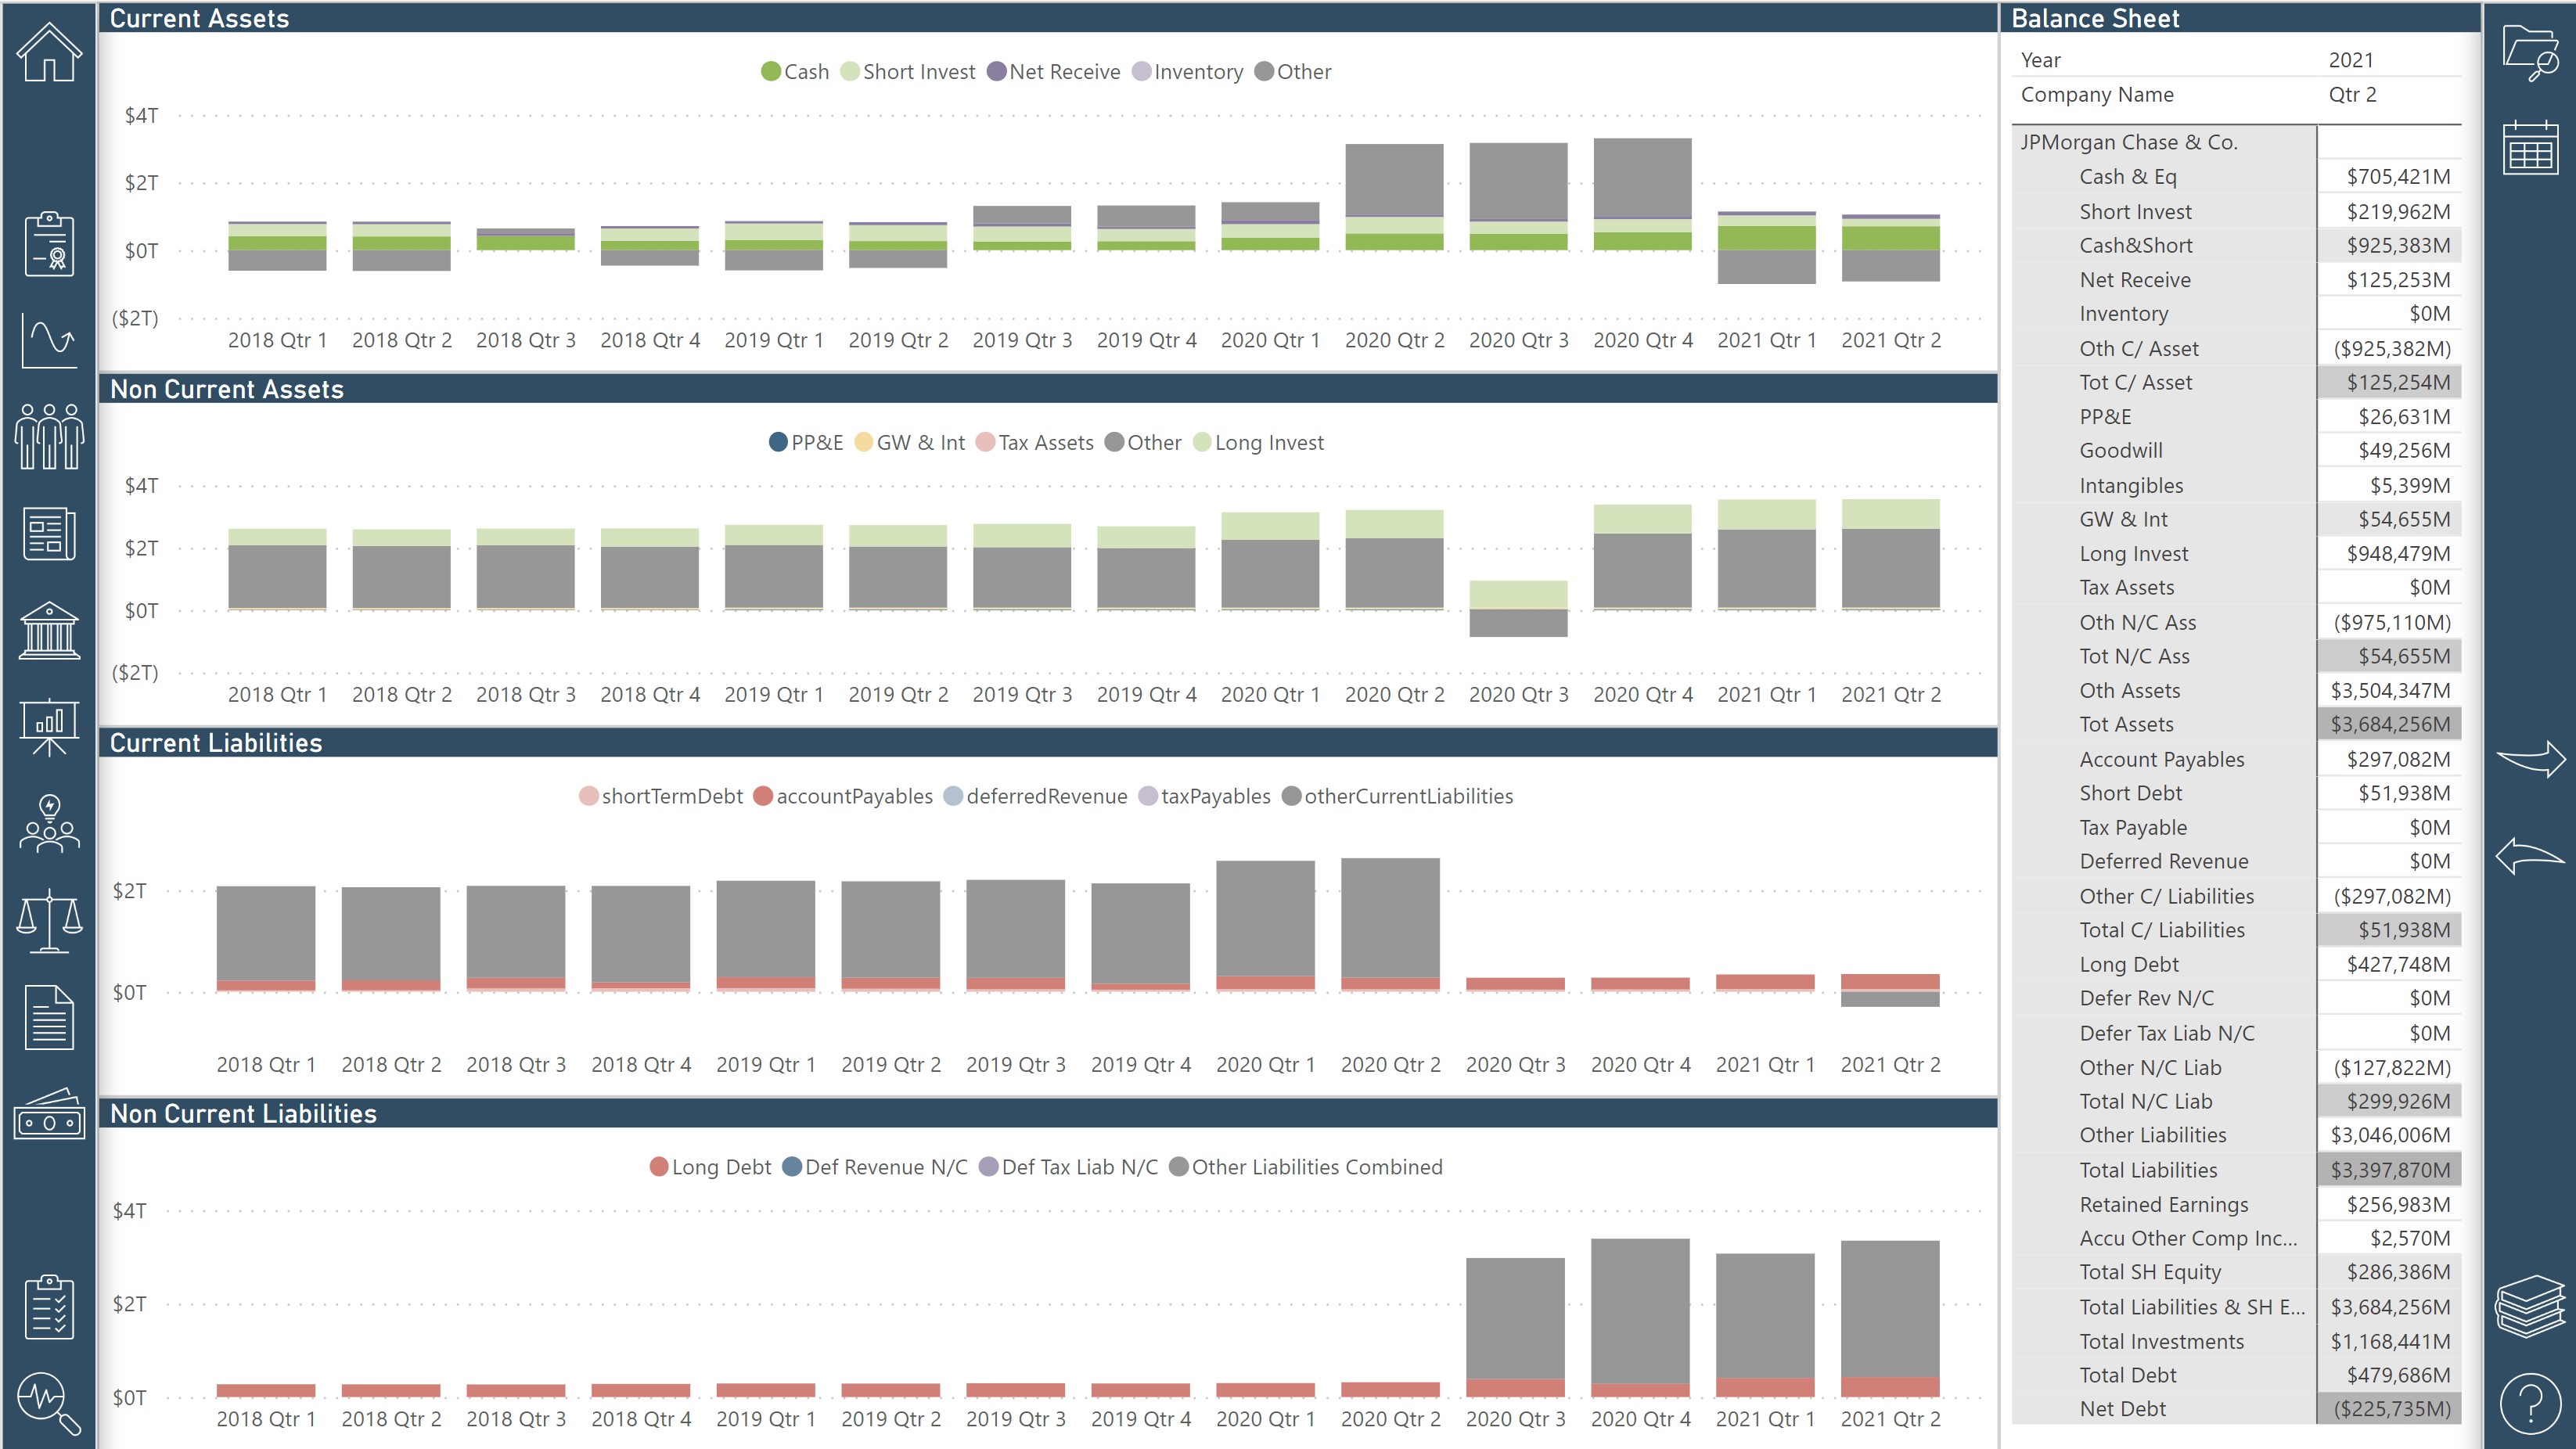 Current Assets
Cash Short Invest Net Receive Inventory Other
$4T
$2T
$0T
($2T)
2018 Qtr 1 2018 Qtr 2 2018 Qtr 3 2018 Qtr 4 2019 Qtr 1 2019 Qtr 2 2019 Qtr 3 2019 Qtr 4 2020 Qtr 1 2020 Qtr 2 2020 Qtr 3 2020 Qtr 4 2021 Qtr 1 2021 Qtr 2
Non Current Assets
PP&E GW & Int Tax Assets Other Long Invest
$4T
$2T
$0T
($2T)
2018 Qtr 1 2018 Qtr 2 2018 Qtr 3 2018 Qtr 4 2019 Qtr 1 2019 Qtr 2 2019 Qtr 3 2019 Qtr 4 2020 Qtr 1 2020 Qtr 2 2020 Qtr 3 2020 Qtr 4 2021 Qtr 1 2021 Qtr 2
Current Liabilities
shortTermDebt accountPayables deferredRevenue taxPayables otherCurrentLiabilities
$2T
$0T
2018 Qtr 1 2018 Qtr 2 2018 Qtr 3 2018 Qtr 4 2019 Qtr 1 2019 Qtr 2 2019 Qtr 3 2019 Qtr 4 2020 Qtr 1 2020 Qtr 2 2020 Qtr 3 2020 Qtr 4 2021 Qtr 1 2021 Qtr 2
Non Current Liabilities
Long Debt Def Revenue N/C Def Tax Liab N/C Other Liabilities Combined
$4T
$2T
$0T
2018 Qtr 1 2018 Qtr 2 2018 Qtr 3 2018 Qtr 4 2019 Qtr 1 2019 Qtr 2 2019 Qtr 3 2019 Qtr 4 2020 Qtr 1 2020 Qtr 2 2020 Qtr 3 2020 Qtr 4 2021 Qtr 1 2021 Qtr 2
Balance Sheet
Year 2021
Company Name Qtr 2
JPMorgan Chase & Co.
Cash & Eq $705,421M
Short Invest $219,962M
Cash&Short $925,383M
Net Receive $125,253M
Inventory $0M
Oth C/ Asset ($925,382M)
Tot C/ Asset $125,254M
PP&E $26,631M
Goodwill $49,256M
Intangibles $5,399M
GW & Int $54,655M
Long Invest $948,479M
Tax Assets $0M
Oth N/C Ass ($975,110M)
Tot N/C Ass $54,655M
Oth Assets $3,504,347M
Tot Assets $3,684,256M
Account Payables $297,082M
Short Debt $51,938M
Tax Payable $0M
Deferred Revenue $0M
Other C/ Liabilities ($297,082M)
Total C/ Liabilities $51,938M
Long Debt $427,748M
Defer Rev N/C $0M
Defer Tax Liab N/C $0M
Other N/C Liab ($127,822M)
Total N/C Liab $299,926M
Other Liabilities $3,046,006M
Total Liabilities $3,397,870M
Retained Earnings $256,983M
Accu Other Comp Inc... $2,570M
Total SH Equity $286,386M
Total Liabilities & SH E... $3,684,256M
Total Investments $1,168,441M
Total Debt $479,686M
Net Debt ($225,735M)